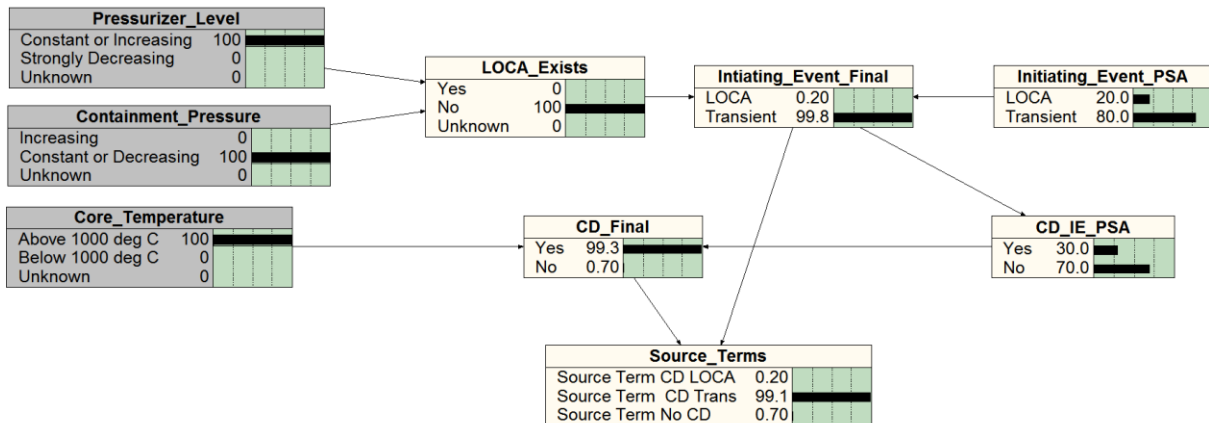 Pressurizer_Level
Constant or Increasing 100
Strongly Decreasing 0
Unknown 0
Containment_Pressure
Increasing 0
Constant or Decreasing 100
Unknown 0
Core_Temperature
Above 1000 deg C 100
Below 1000 deg C 0
Unknown 0
LOCA_Exists
Yes 0
No 100
Unknown 0
Intiating_Event_Final
LOCA 0.20
Transient 99.8
Initiating_Event_PSA
LOCA 20.0
Transient 80.0
CD_Final
Yes 99.3
No 0.70
CD_IE_PSA
Yes 30.0
No 70.0
Source_Terms
Source Term CD LOCA 0.20
Source Term CD Trans 99.1
Source Term No CD 0.70